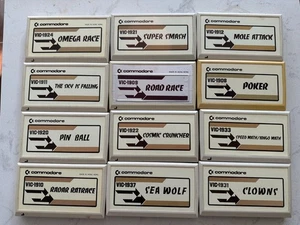 commodore
VIC-1924
OMEGA RACE
commodore
VIC-1921
SUPER SMASH
commodore
VIC-1912
MOLE ATTACK
commodore
VIC-1911
THE SKY IS FALLING
commodore
VIC-1909
ROAD RACE
commodore
VIC-1908
POKER
commodore
VIC-1920
PIN BALL
commodore
VIC-1922
COSMIC CRUNCHER
commodore
VIC-1933
SPEED MATH/BINGO MATH
commodore
VIC-1910
RADAR RATRACE
commodore
VIC-1937
SEA WOLF
commodore
VIC-1931
CLOWNS